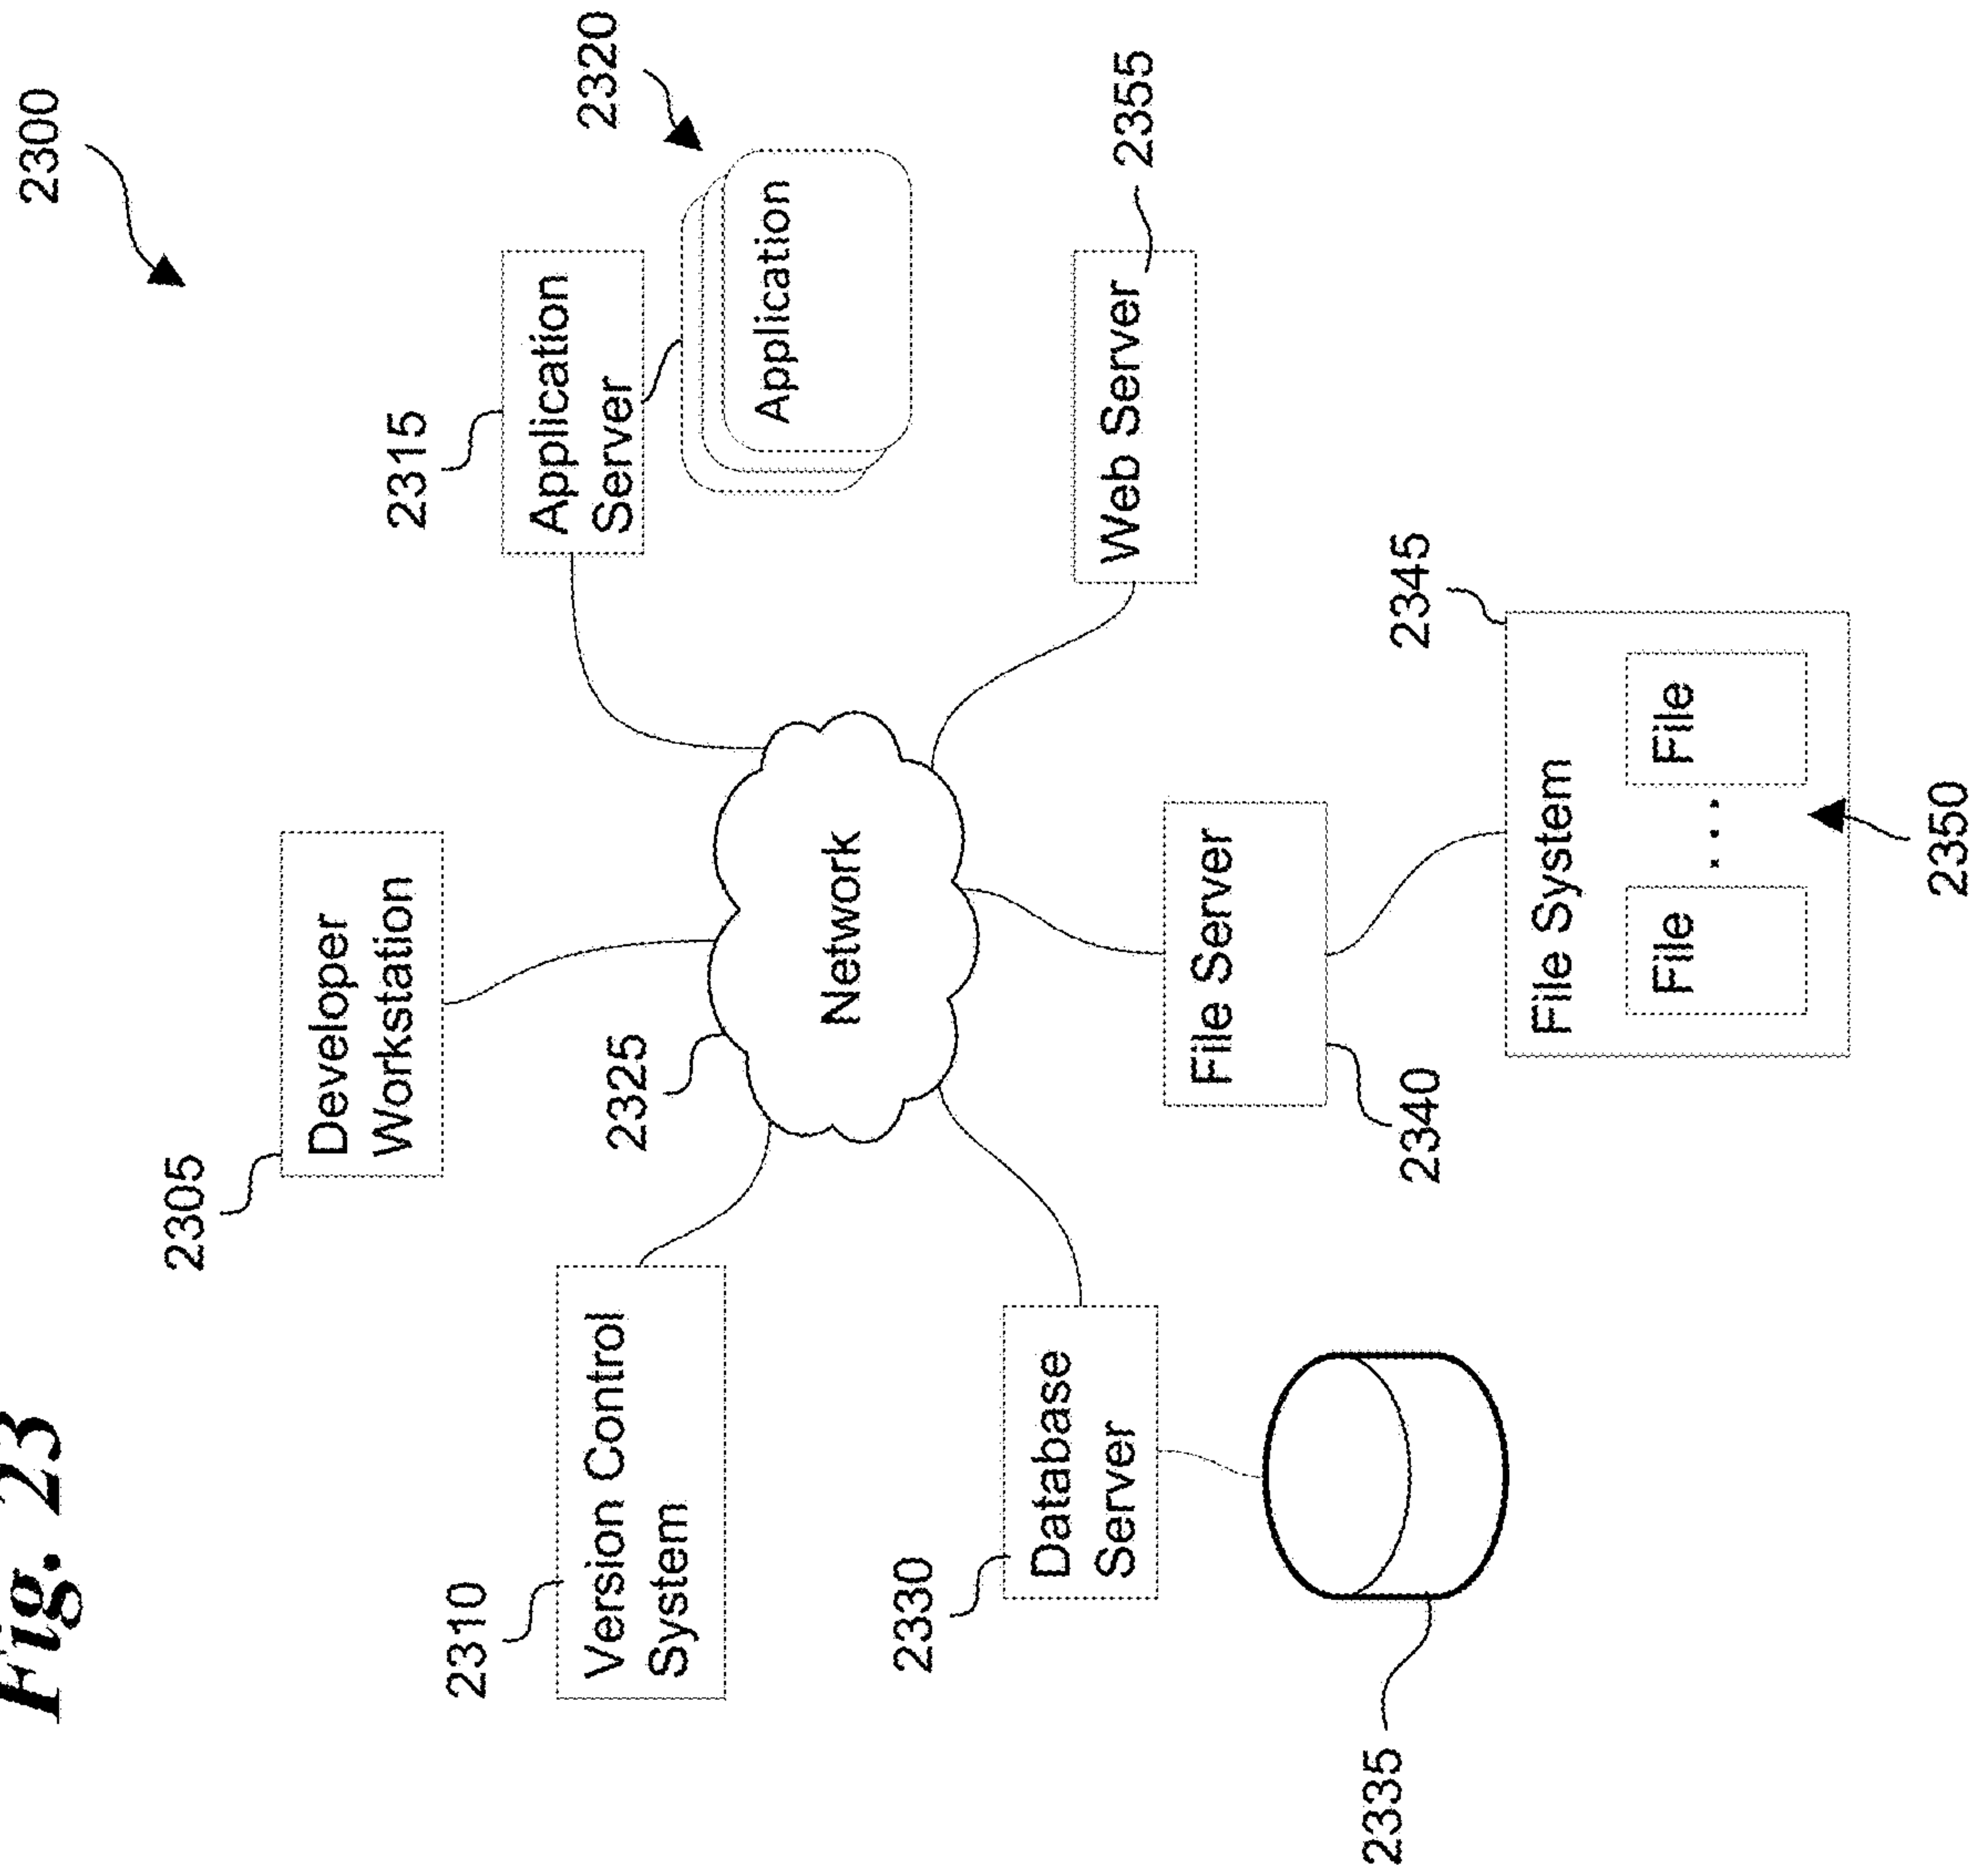 Fig. 23
2300
2305
Developer
Workstation
2315
Application
Server
2320
Application
2310
Version Control
System
2325
Network
2330
Database
Server
2335
File Server
2340
Web Server
2355
2345
File System
File
...
File
2350